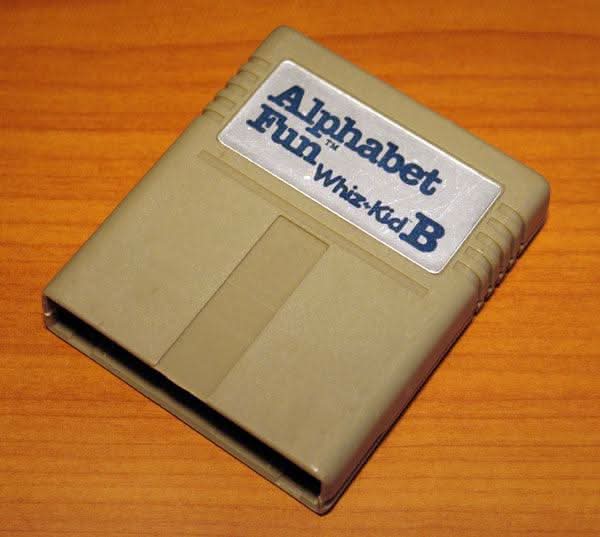 Alphabet
Fun™
Whiz-Kid B